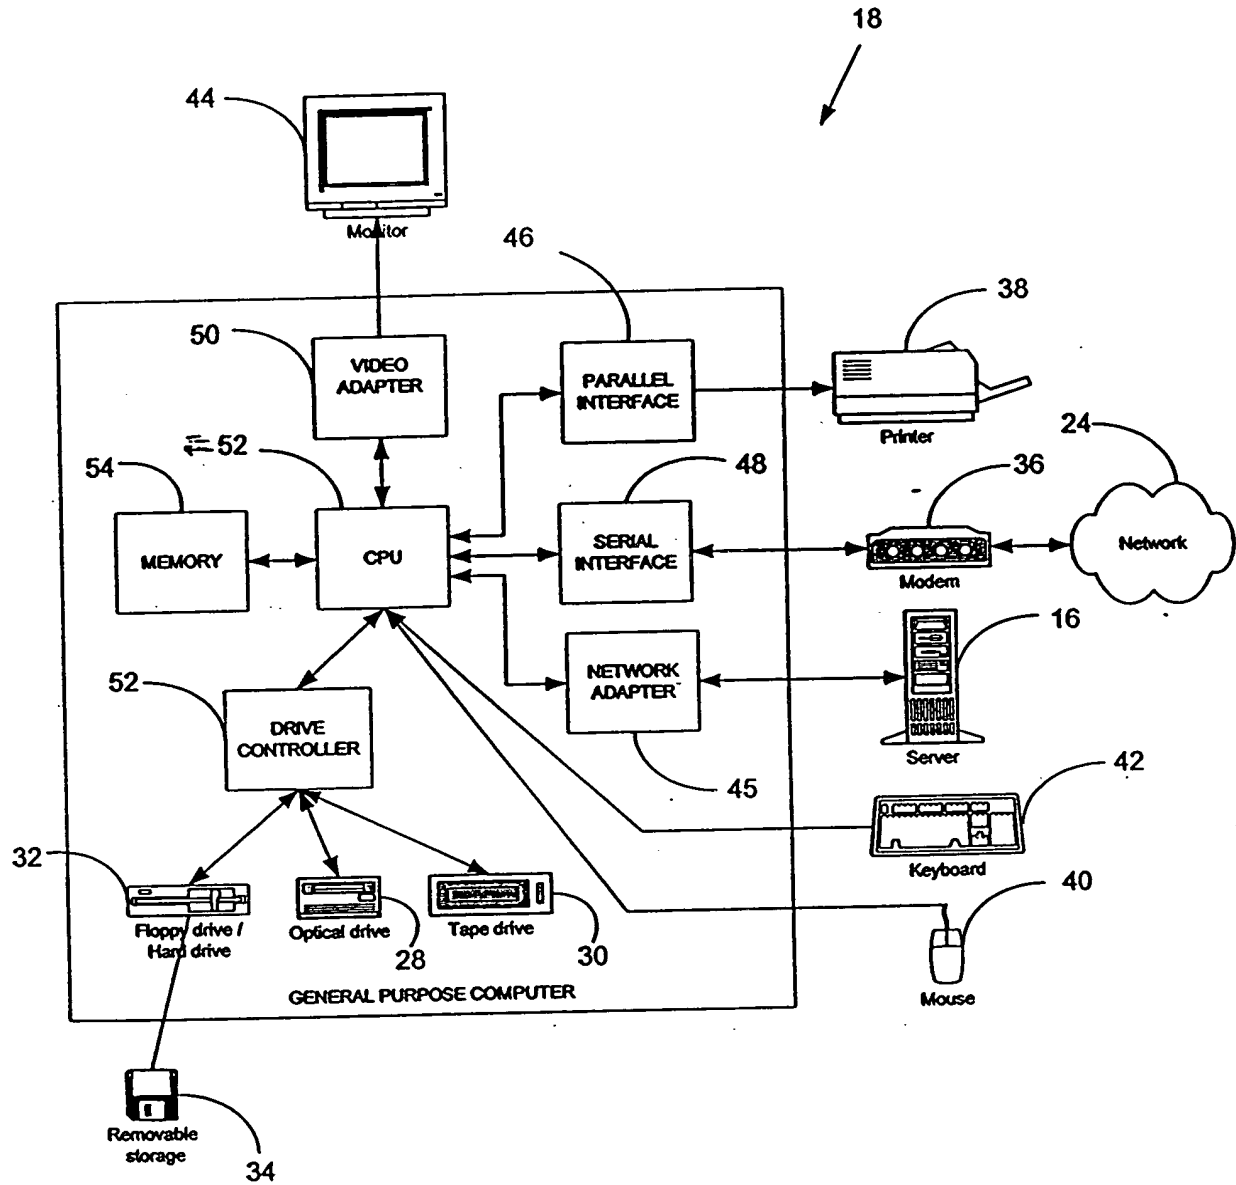 18
44
Monitor
46
38
50
VIDEO
ADAPTER
PARALLEL
INTERFACE
Printer
24
52
54
48
36
MEMORY
CPU
SERIAL
INTERFACE
Modem
Network
16
52
NETWORK
ADAPTER
DRIVE
CONTROLLER
Server
45
42
32
Keyboard
40
Floppy drive /
Hard drive
Optical drive
28
Tape drive
30
GENERAL PURPOSE COMPUTER
Mouse
Removable
storage
34